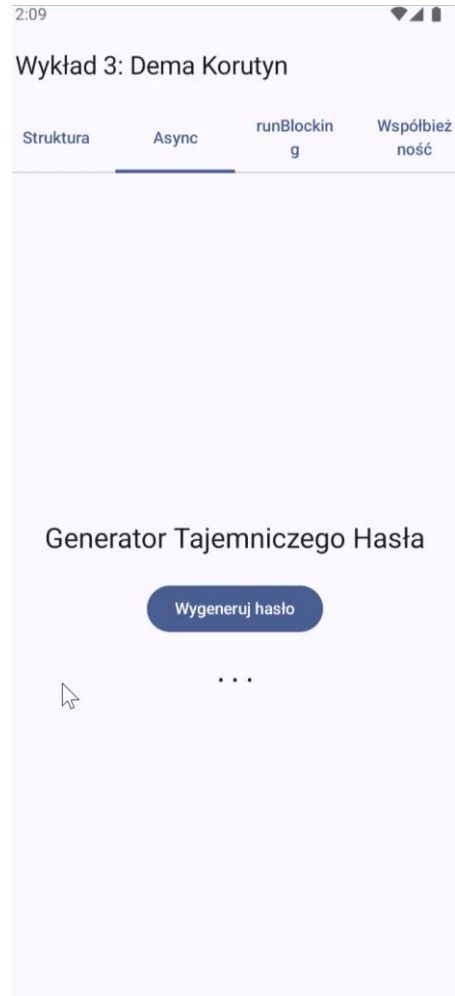 2:09
Wykład 3: Dema Korutyn
Struktura
Async
runBlockin
g
Współbież
ność
Generator Tajemniczego Hasła
Wygeneruj hasło
...